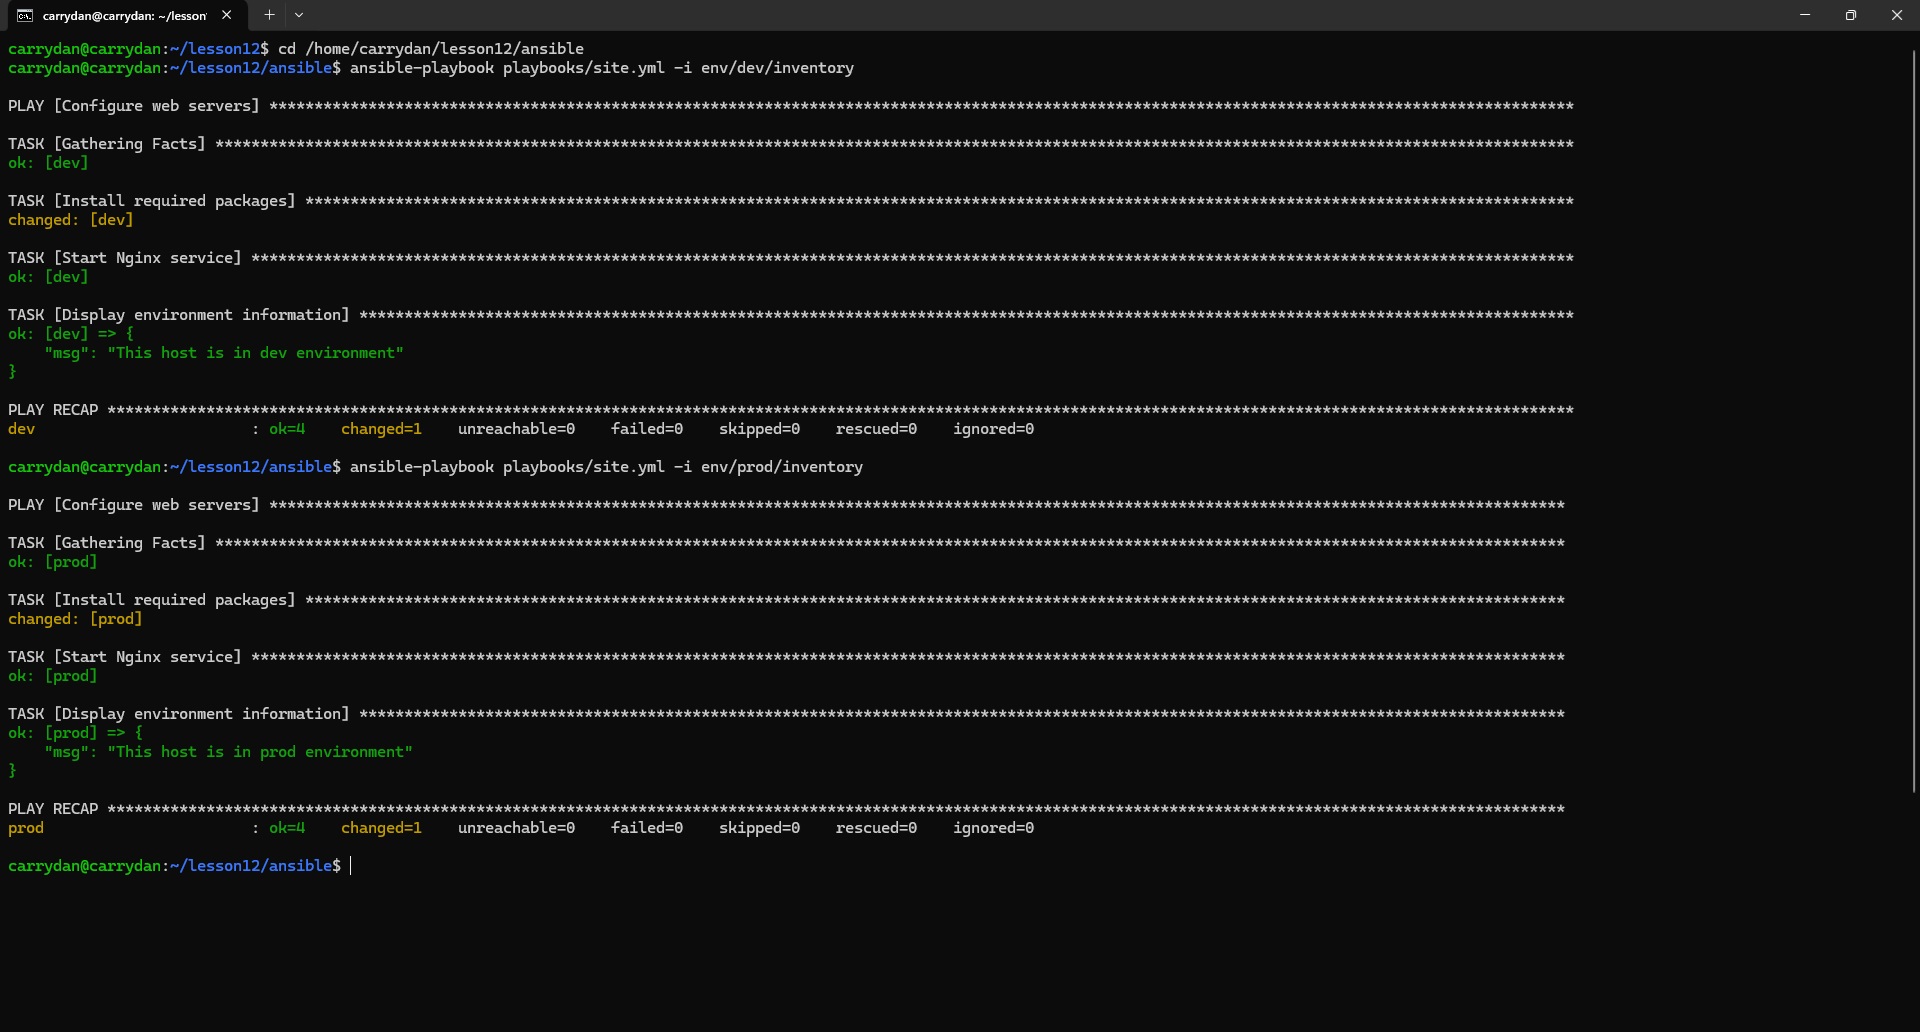 carrydan@carrydan: ~/lesson
carrydan@carrydan:~/lesson12$ cd /home/carrydan/lesson12/ansible
carrydan@carrydan:~/lesson12/ansible$ ansible-playbook playbooks/site.yml -i env/dev/inventory
PLAY [Configure web servers] *************************************************************************************************************************************************
TASK [Gathering Facts] *******************************************************************************************************************************************************
ok: [dev]
TASK [Install required packages] *********************************************************************************************************************************************
changed: [dev]
TASK [Start Nginx service] ***************************************************************************************************************************************************
ok: [dev]
TASK [Display environment information] ***************************************************************************************************************************************
ok: [dev] => {
    "msg": "This host is in dev environment"
}
PLAY RECAP *******************************************************************************************************************************************************************
dev                        : ok=4    changed=1    unreachable=0    failed=0    skipped=0    rescued=0    ignored=0
carrydan@carrydan:~/lesson12/ansible$ ansible-playbook playbooks/site.yml -i env/prod/inventory
PLAY [Configure web servers] ************************************************************************************************************************************************
TASK [Gathering Facts] ******************************************************************************************************************************************************
ok: [prod]
TASK [Install required packages] ********************************************************************************************************************************************
changed: [prod]
TASK [Start Nginx service] **************************************************************************************************************************************************
ok: [prod]
TASK [Display environment information] **************************************************************************************************************************************
ok: [prod] => {
    "msg": "This host is in prod environment"
}
PLAY RECAP ******************************************************************************************************************************************************************
prod                       : ok=4    changed=1    unreachable=0    failed=0    skipped=0    rescued=0    ignored=0
carrydan@carrydan:~/lesson12/ansible$